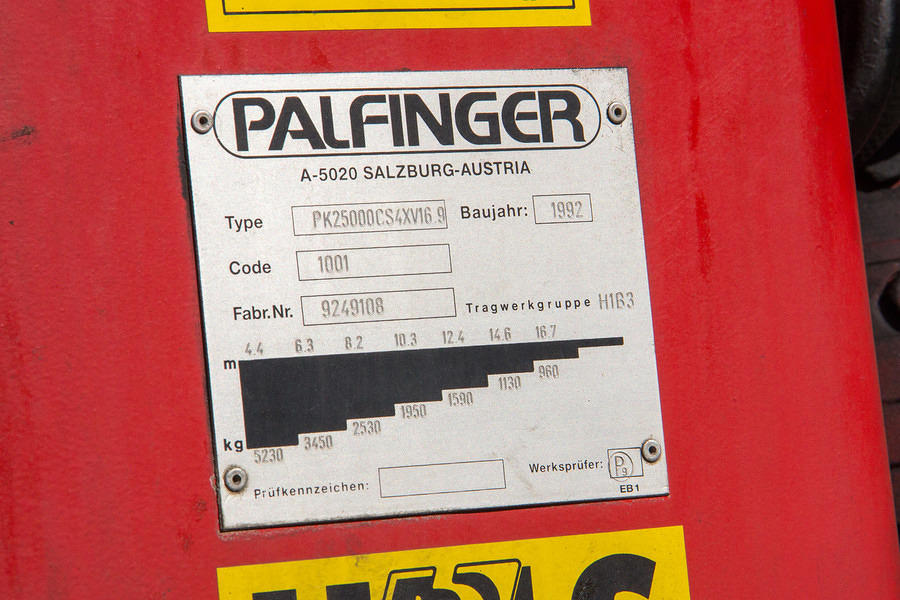 PALFINGER
A-5020 SALZBURG-AUSTRIA
Type PK25000CS4XV16.9 Baujahr: 1992
Code 1001
Fabr.Nr. 9249108 Tragwerkgruppe H1B3
m 4.4 6.3 8.2 10.3 12.4 14.6 16.7
kg 5230 3450 2530 1950 1590 1130 960
Prüfkennzeichen: Werksprüfer: P9
EB1